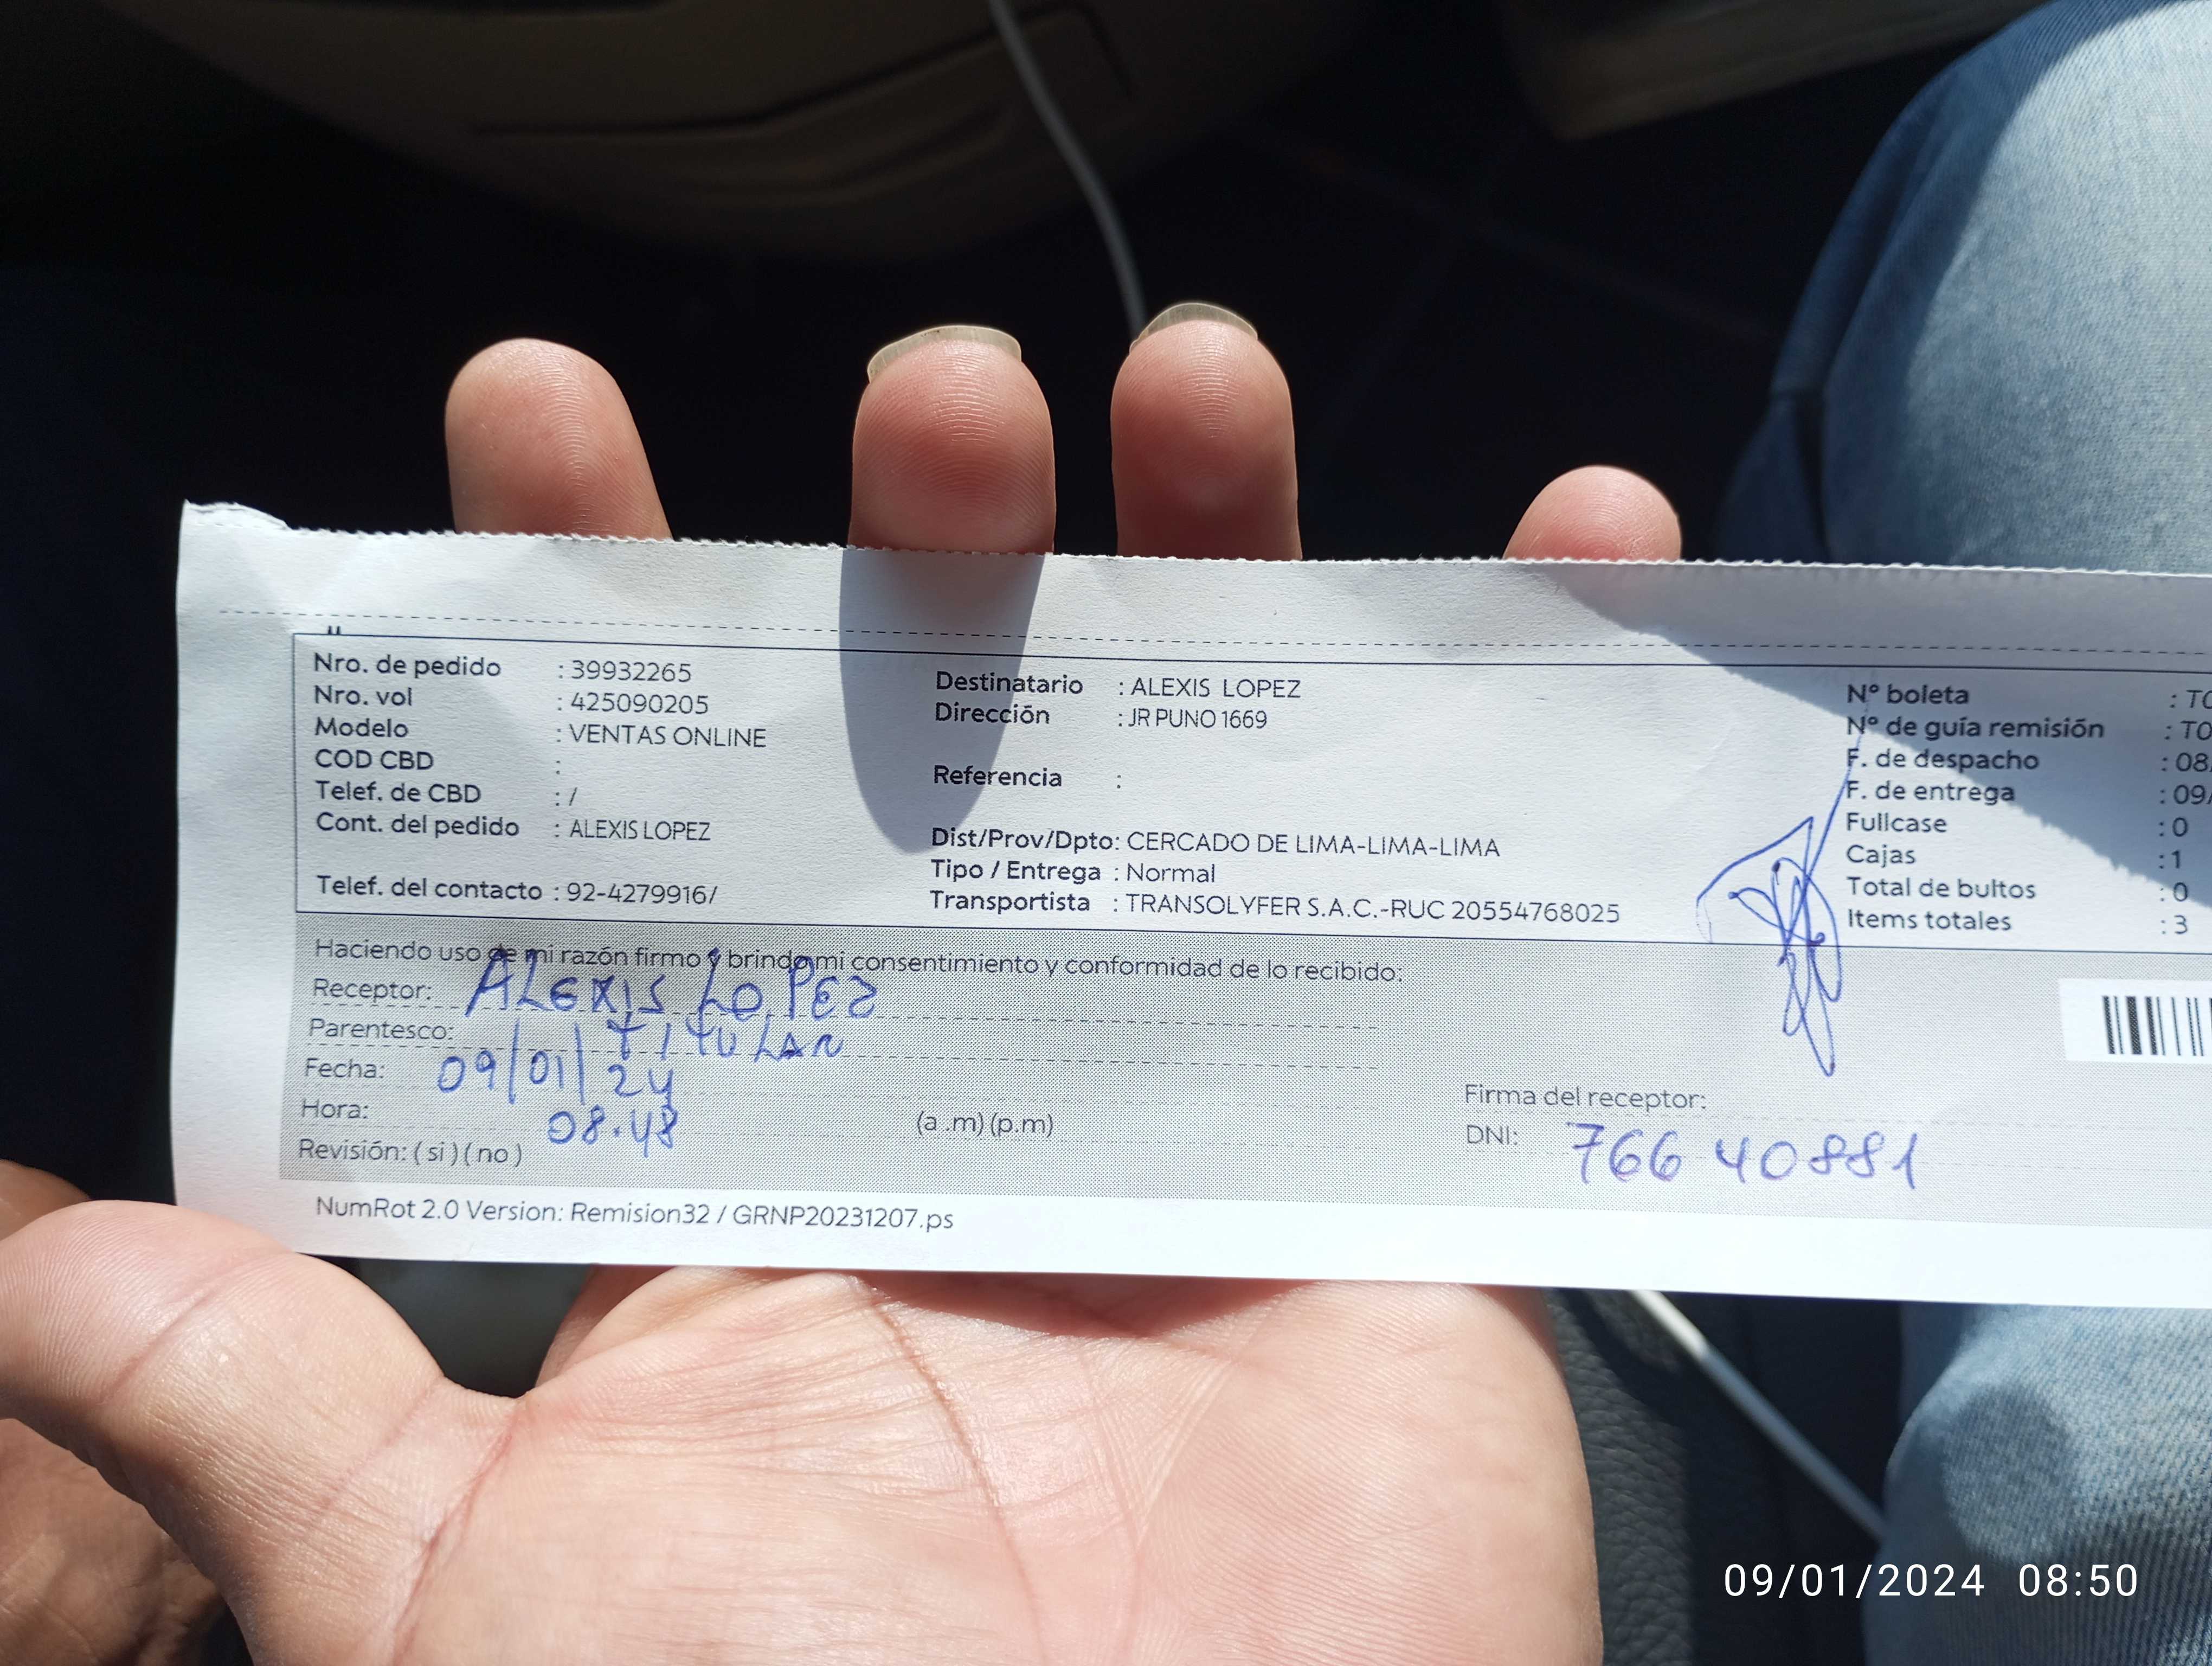 Nro. de pedido : 39932265
Nro. vol : 425090205
Modelo : VENTAS ONLINE
COD CBD :
Telef. de CBD : /
Cont. del pedido : ALEXIS LOPEZ
Telef. del contacto : 92-4279916/
Destinatario : ALEXIS LOPEZ
Dirección : JR PUNO 1669
Referencia :
Dist/Prov/Dpto: CERCADO DE LIMA-LIMA-LIMA
Tipo / Entrega : Normal
Transportista : TRANSOLYFER S.A.C.-RUC 20554768025
N° boleta :
N° de guía remisión :
F. de despacho : 08
F. de entrega : 09/
Fullcase : 0
Cajas : 1
Total de bultos : 0
Items totales : 3
Haciendo uso de mi razón firmo y brindo mi consentimiento y conformidad de lo recibido:
Receptor: ALEXIS LOPEZ
Parentesco: TITULAR
Fecha: 09/01/24
Hora: 08.48 (a .m) (p.m)
Revisión: ( si ) ( no )
Firma del receptor:
DNI: 76640881
NumRot 2.0 Version: Remision32 / GRNP20231207.ps
09/01/2024 08:50